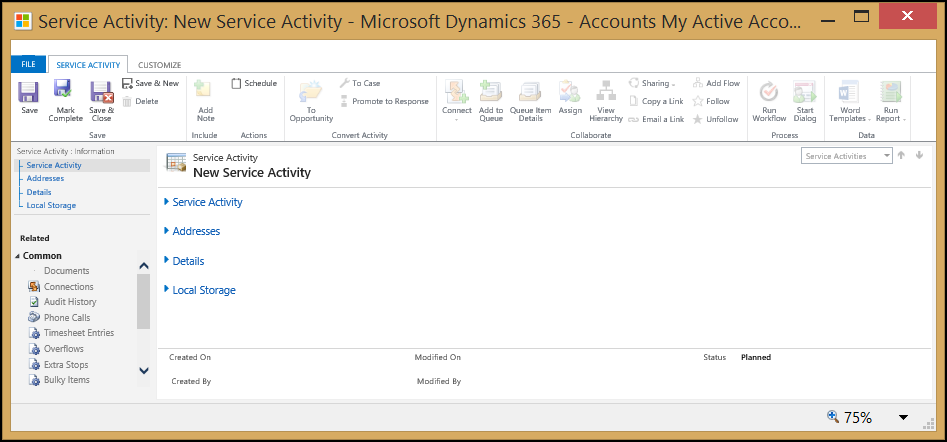 Service Activity: New Service Activity - Microsoft Dynamics 365 - Accounts My Active Acco...
FILE SERVICE ACTIVITY CUSTOMIZE
Save
Mark Complete
Save & Close
Save & New
Delete
Save
Add Note
Include
Schedule
Actions
To Opportunity
To Case
Promote to Response
Convert Activity
Connect
Add to Queue
Queue Item Details
Assign
View Hierarchy
Sharing
Copy a Link
Email a Link
Add Flow
Follow
Unfollow
Collaborate
Run Workflow
Start Dialog
Process
Word Templates
Run Report
Data
Service Activity : Information
Service Activity
Addresses
Details
Local Storage
Related
Common
Documents
Connections
Audit History
Phone Calls
Timesheet Entries
Overflows
Extra Stops
Bulky Items
Service Activity
New Service Activity
Service Activities
Service Activity
Addresses
Details
Local Storage
Created On Modified On Status Planned
Created By Modified By
75%